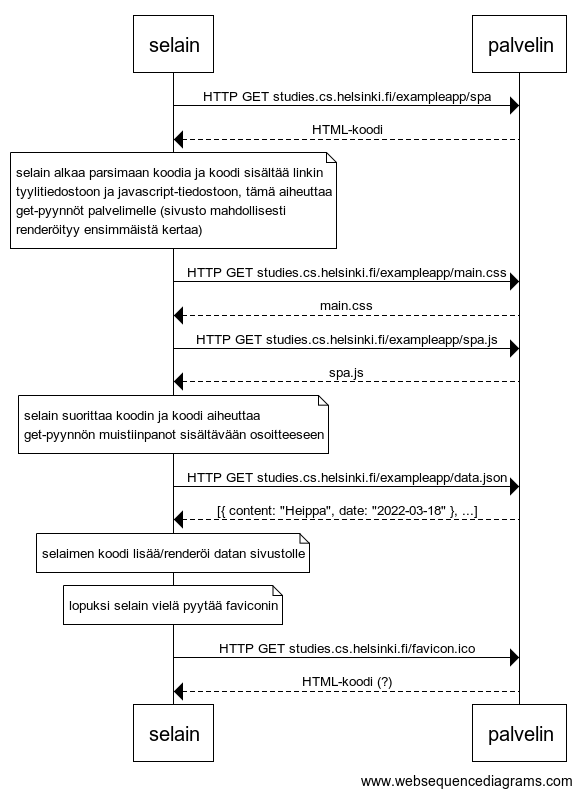 selain
palvelin
HTTP GET studies.cs.helsinki.fi/exampleapp/spa
HTML-koodi
selain alkaa parsimaan koodia ja koodi sisältää linkin
tyylitiedostoon ja javascript-tiedostoon, tämä aiheuttaa
get-pyynnöt palvelimelle (sivusto mahdollisesti
renderöityy ensimmäistä kertaa)
HTTP GET studies.cs.helsinki.fi/exampleapp/main.css
main.css
HTTP GET studies.cs.helsinki.fi/exampleapp/spa.js
spa.js
selain suorittaa koodin ja koodi aiheuttaa
get-pyynnön muistiinpanot sisältävään osoitteeseen
HTTP GET studies.cs.helsinki.fi/exampleapp/data.json
[{ content: "Heippa", date: "2022-03-18" }, ...]
selaimen koodi lisää/renderöi datan sivustolle
lopuksi selain vielä pyytää faviconin
HTTP GET studies.cs.helsinki.fi/favicon.ico
HTML-koodi (?)
selain
palvelin
www.websequencediagrams.com